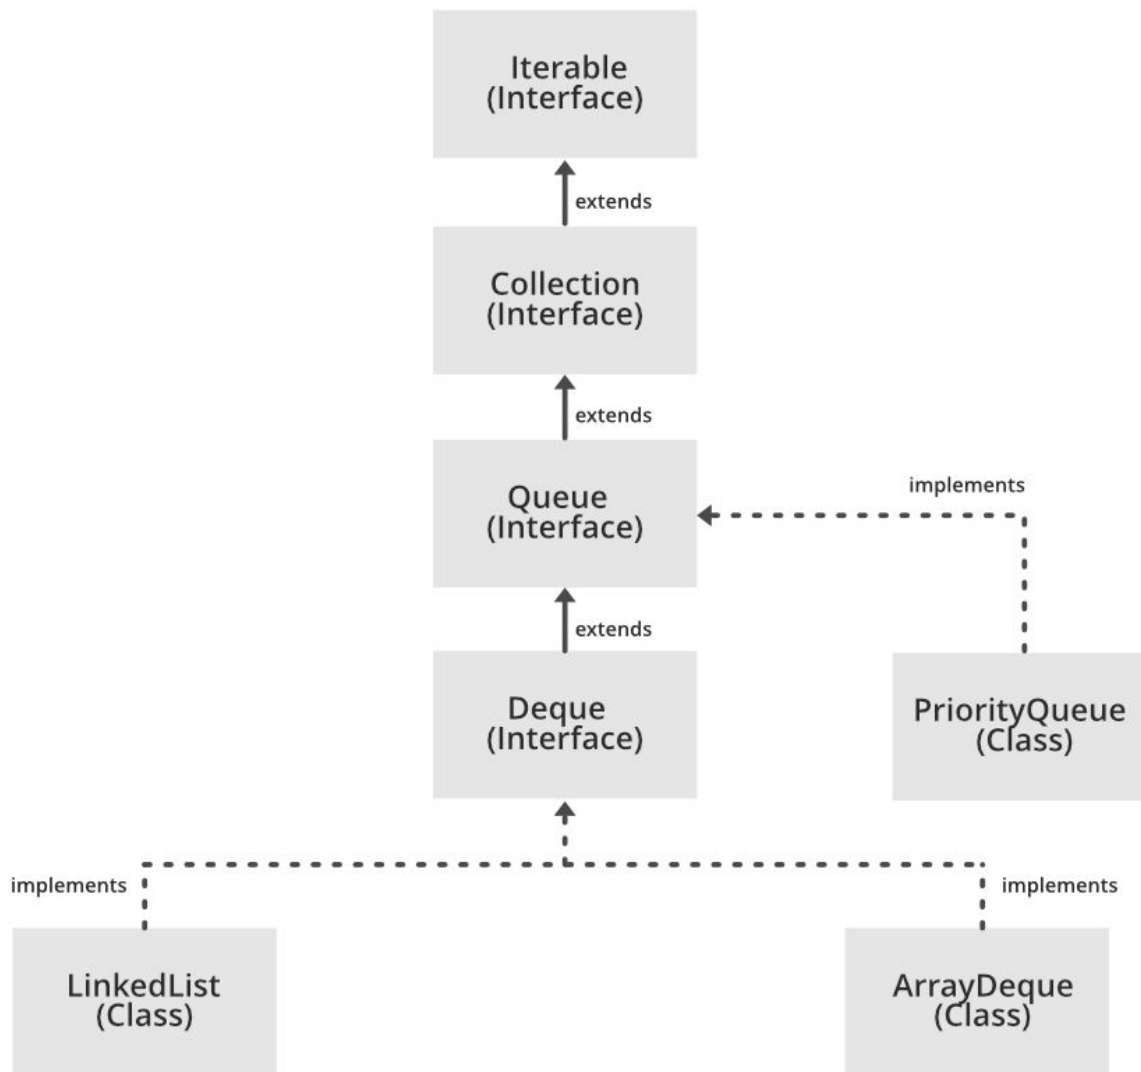 Iterable
(Interface)
extends
Collection
(Interface)
extends
Queue
(Interface)
implements
extends
Deque
(Interface)
PriorityQueue
(Class)
implements
implements
LinkedList
(Class)
ArrayDeque
(Class)